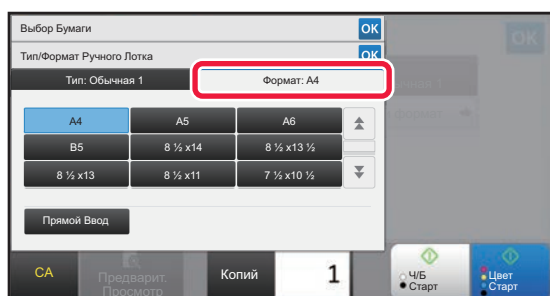 Выбор Бумаги
OK
OK
Тип/Формат Ручного Лотка
OK
Тип: Обычная 1
Формат: A4
A4
A5
A6
B5
8 ½ x14
8 ½ x13 ½
8 ½ x13
8 ½ x11
7 ½ x10 ½
Прямой Ввод
CA
Предварит.
Просмотр
Копий
1
Ч/Б
Старт
Цвет
Старт